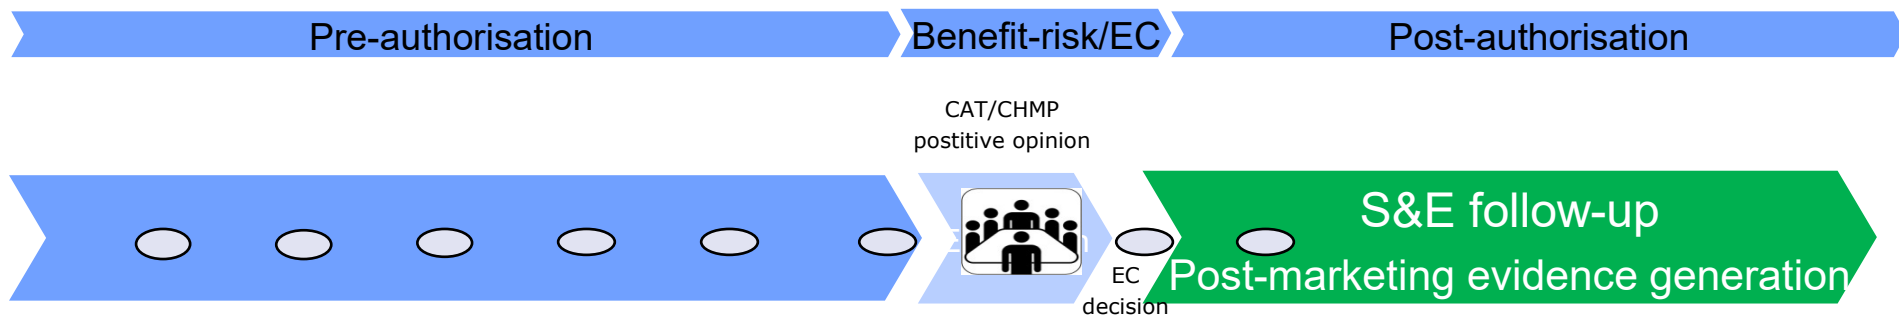 Pre-authorisation
Benefit-risk/EC
Post-authorisation
CAT/CHMP
postitive opinion
S&E follow-up
Post-marketing evidence generation
EC
decision